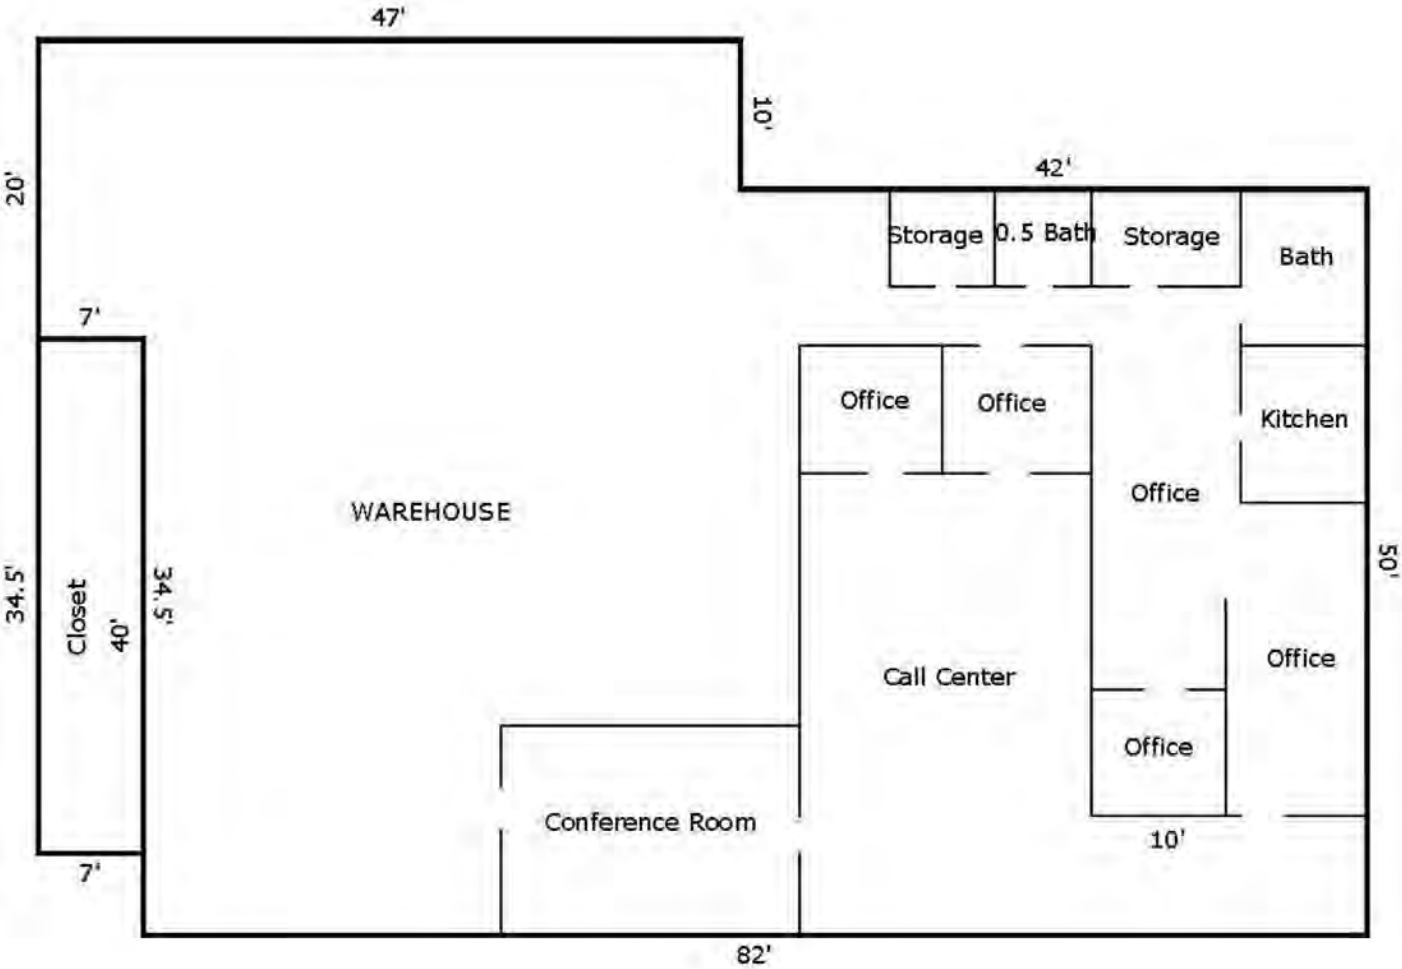 47'
10'
42'
20'
Storage
0.5 Bath
Storage
Bath
7'
Office
Office
Kitchen
Office
WAREHOUSE
34.5'
Closet
40'
34.5'
50'
Call Center
Office
Office
Conference Room
10'
7'
82'